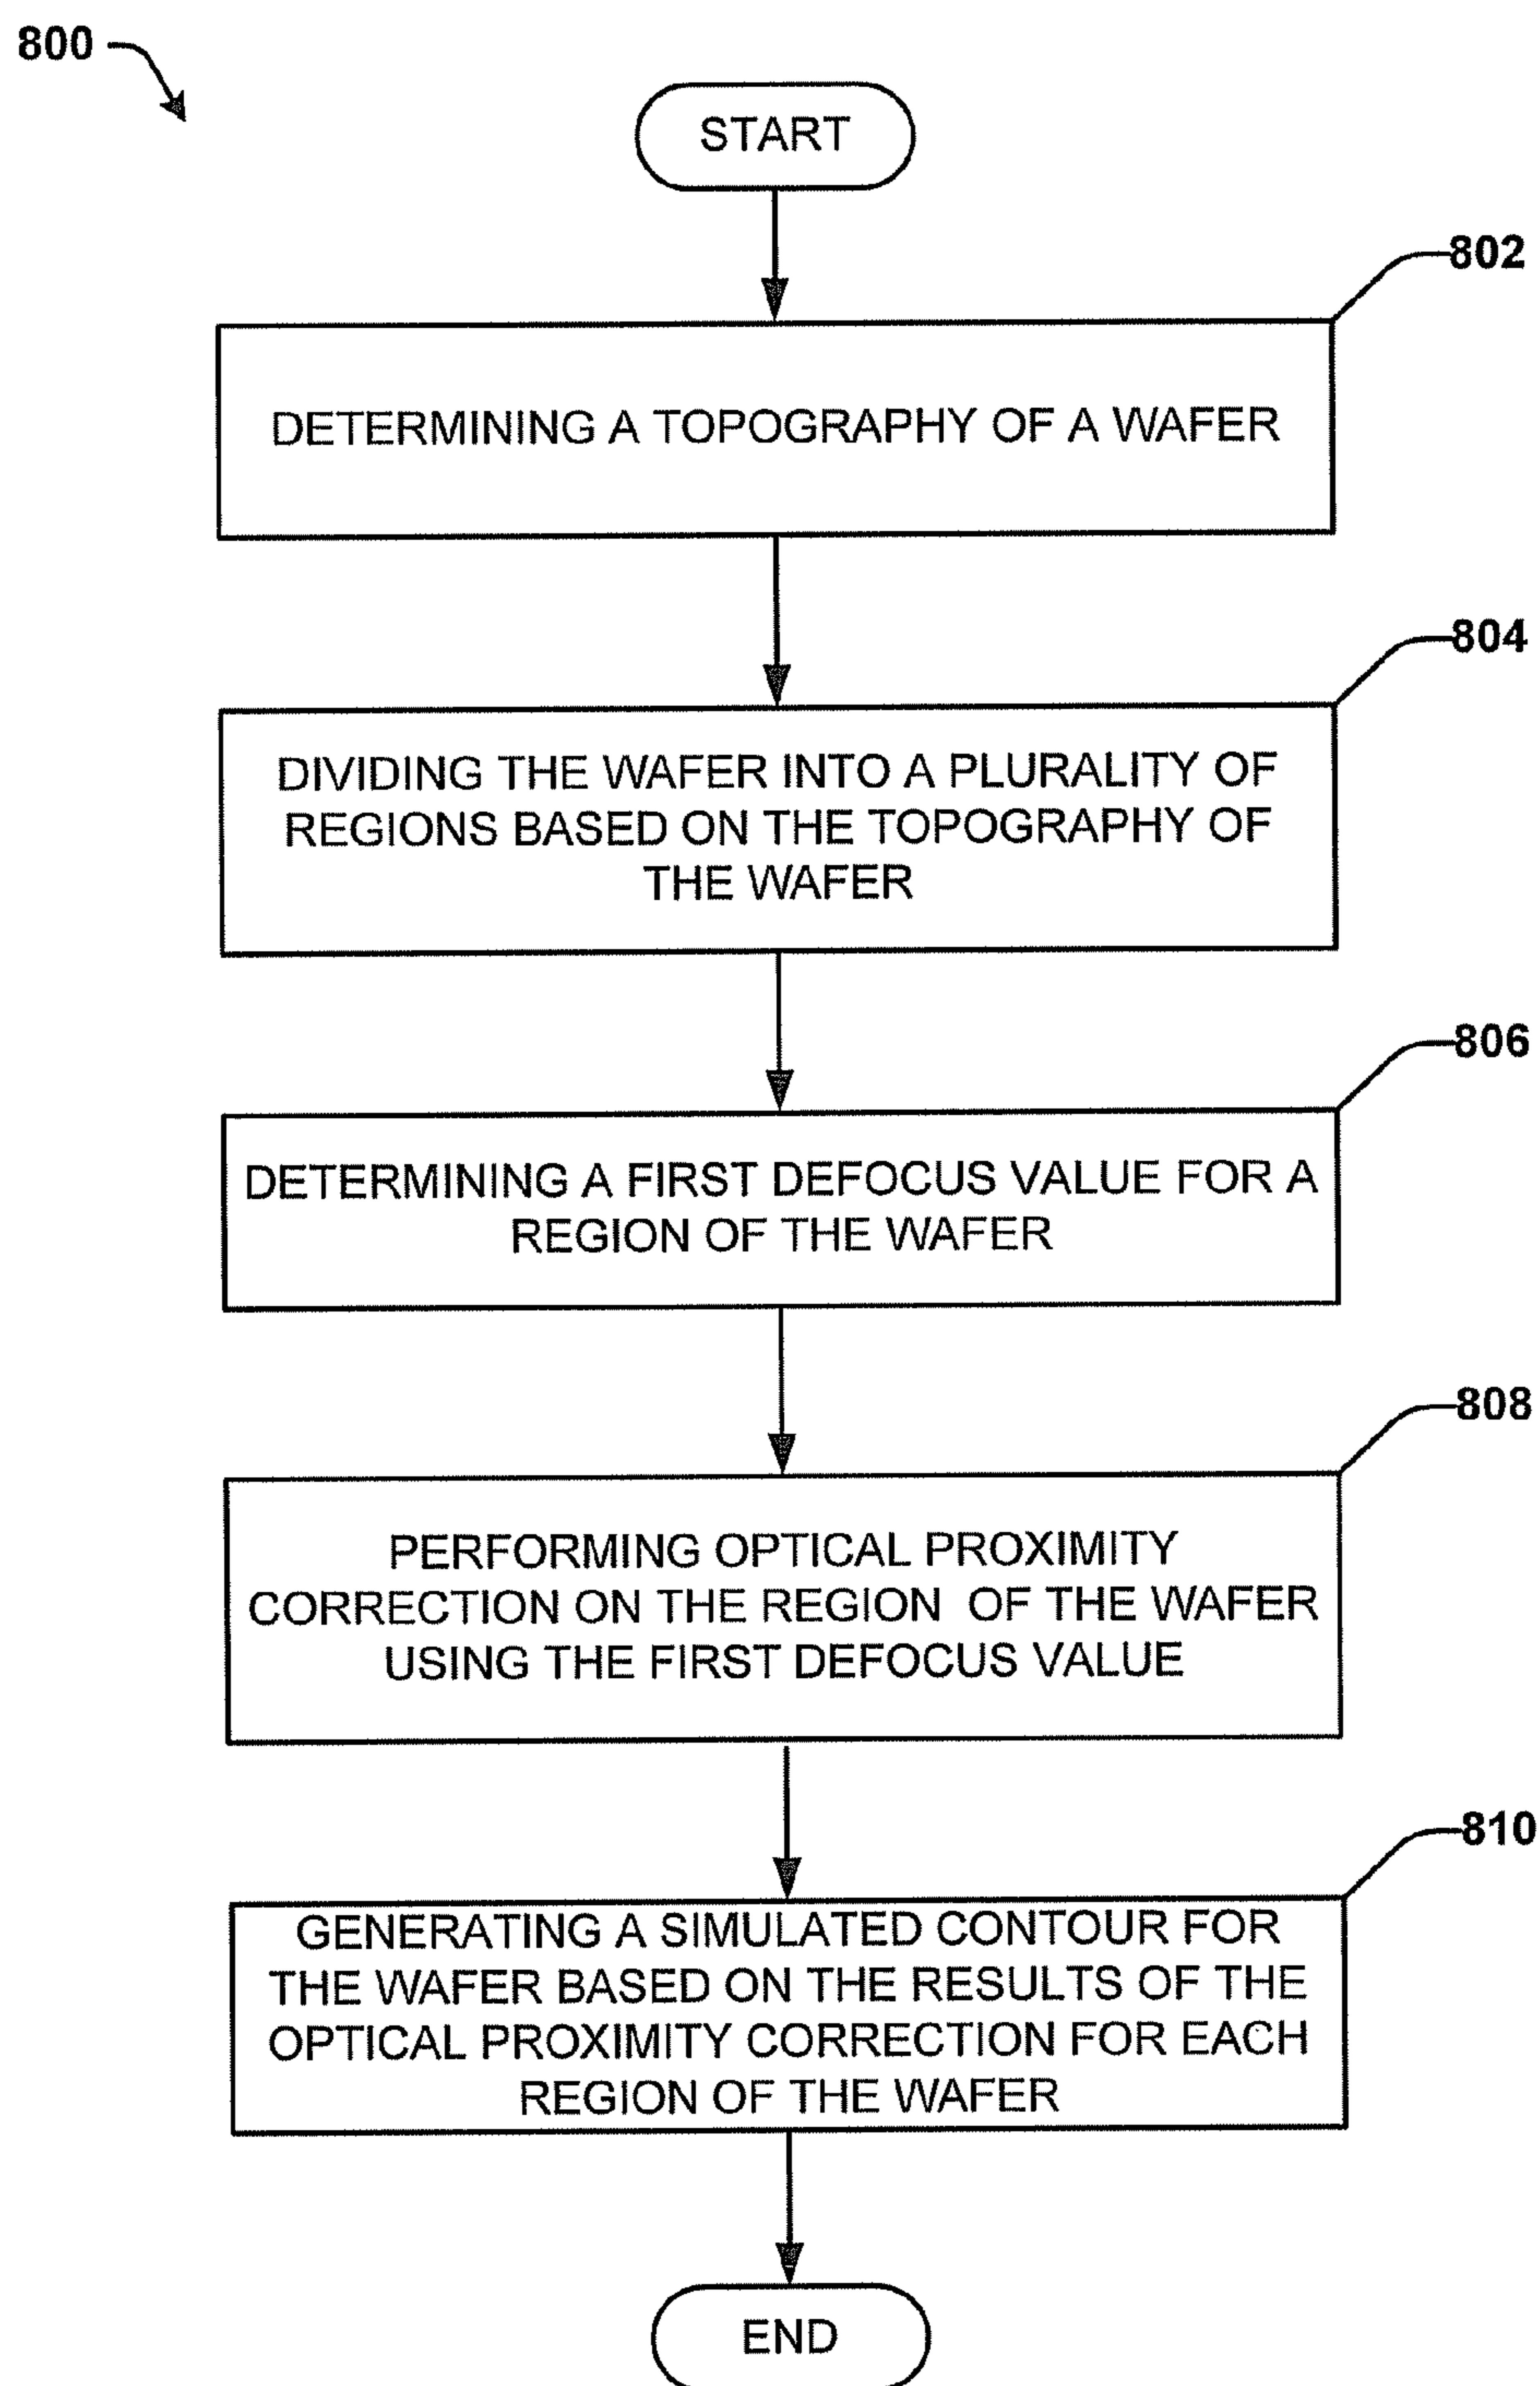 800
START
802
DETERMINING A TOPOGRAPHY OF A WAFER
804
DIVIDING THE WAFER INTO A PLURALITY OF
REGIONS BASED ON THE TOPOGRAPHY OF
THE WAFER
806
DETERMINING A FIRST DEFOCUS VALUE FOR A
REGION OF THE WAFER
808
PERFORMING OPTICAL PROXIMITY
CORRECTION ON THE REGION OF THE WAFER
USING THE FIRST DEFOCUS VALUE
810
GENERATING A SIMULATED CONTOUR FOR
THE WAFER BASED ON THE RESULTS OF THE
OPTICAL PROXIMITY CORRECTION FOR EACH
REGION OF THE WAFER
END